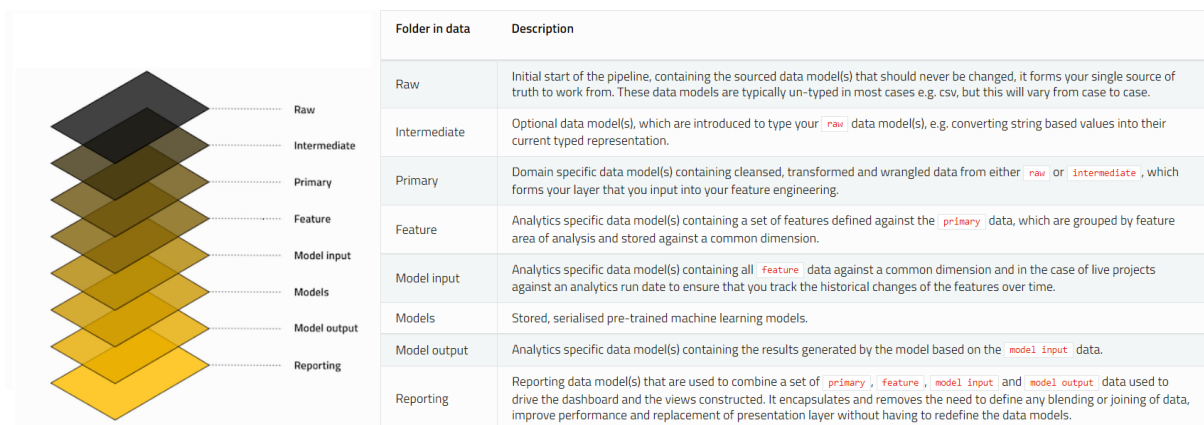 Raw
Intermediate
Primary
Feature
Model input
Models
Model output
Reporting
Folder in data Description
Raw
Initial start of the pipeline, containing the sourced data model(s) that should never be changed, it forms your single source of
truth to work from. These data models are typically un-typed in most cases e.g. csv, but this will vary from case to case.
Intermediate
Optional data model(s), which are introduced to type your raw data model(s), e.g. converting string based values into their
current typed representation.
Primary
Domain specific data model(s) containing cleansed, transformed and wrangled data from either raw or intermediate , which
forms your layer that you input into your feature engineering.
Feature
Analytics specific data model(s) containing a set of features defined against the primary data, which are grouped by feature
area of analysis and stored against a common dimension.
Model input
Analytics specific data model(s) containing all feature data against a common dimension and in the case of live projects
against an analytics run date to ensure that you track the historical changes of the features over time.
Models
Stored, serialised pre-trained machine learning models.
Model output
Analytics specific data model(s) containing the results generated by the model based on the model input data.
Reporting
Reporting data model(s) that are used to combine a set of primary , feature , model input and model output data used to
drive the dashboard and the views constructed. It encapsulates and removes the need to define any blending or joining of data,
improve performance and replacement of presentation layer without having to redefine the data models.